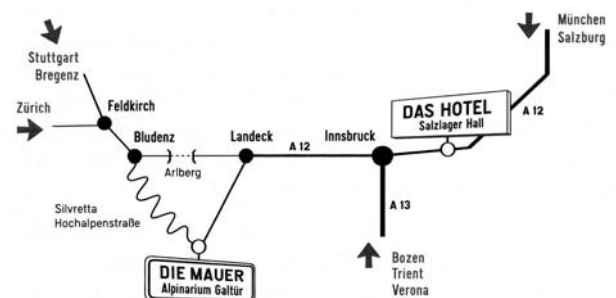 München
Salzburg
Stuttgart
Bregenz
DAS HOTEL
Salzlager Hall
A 12
Zürich
Feldkirch
Bludenz
Landeck
A 12
Innsbruck
Arlberg
A 13
Silvretta
Hochalpenstraße
DIE MAUER
Alpinarium Galtür
Bozen
Trient
Verona